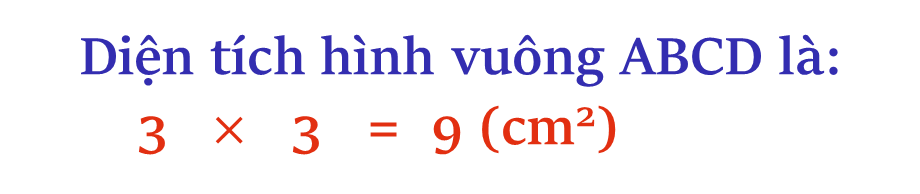 Diện tích hình vuông ABCD là:
3 × 3 = 9 (cm²)